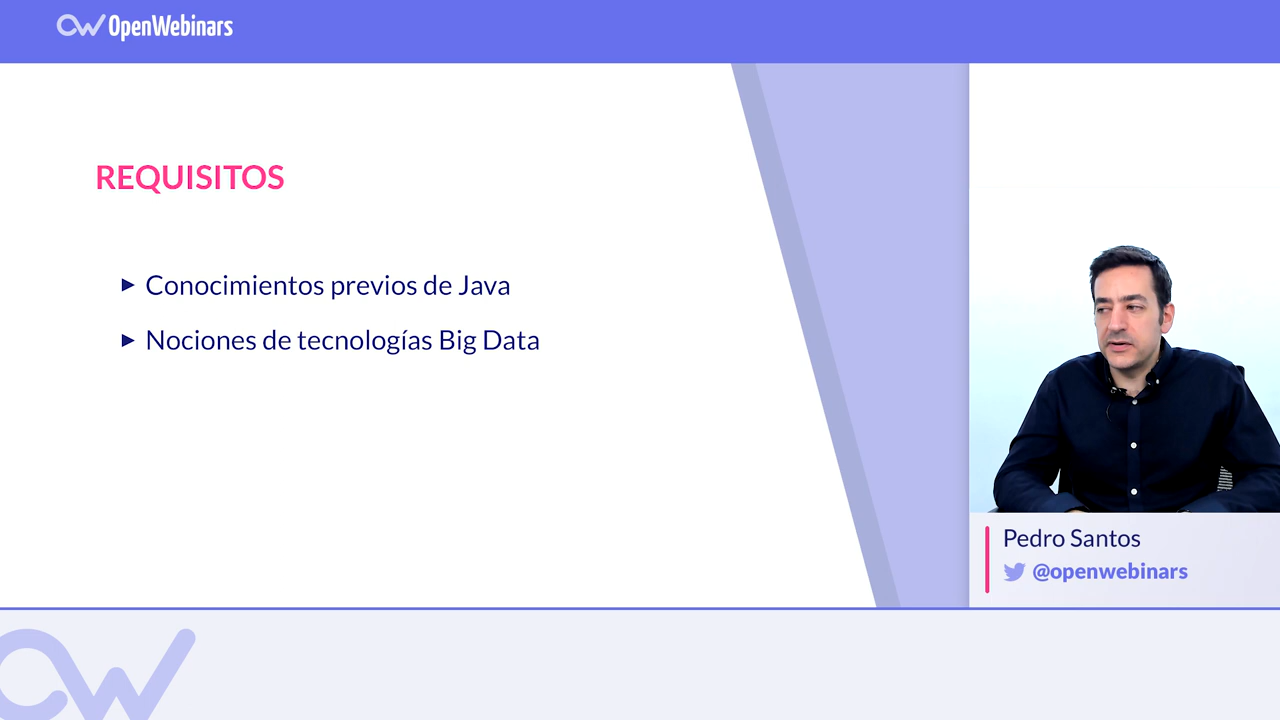 OpenWebinars
REQUISITOS
► Conocimientos previos de Java
► Nociones de tecnologías Big Data
Pedro Santos
@openwebinars